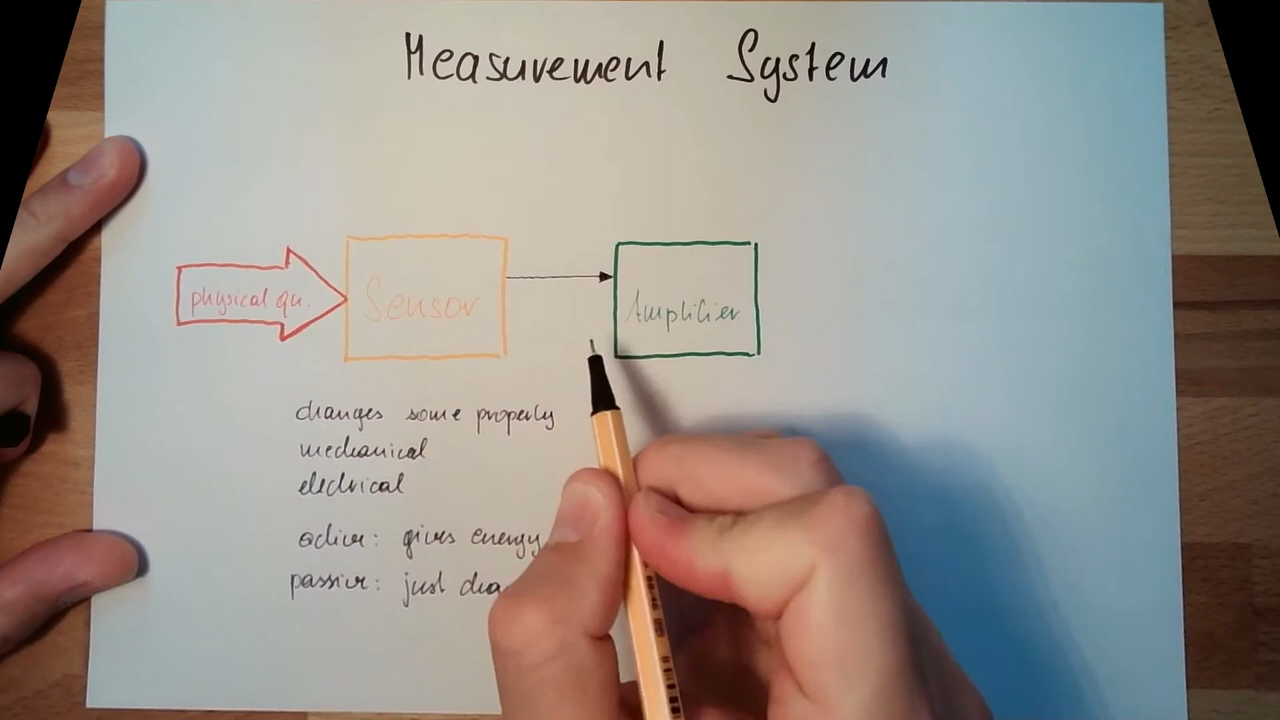 Measurement System
physical qu.
Sensor
Amplifier
changes some property
mechanical
electrical
active: gives energy
passive: just